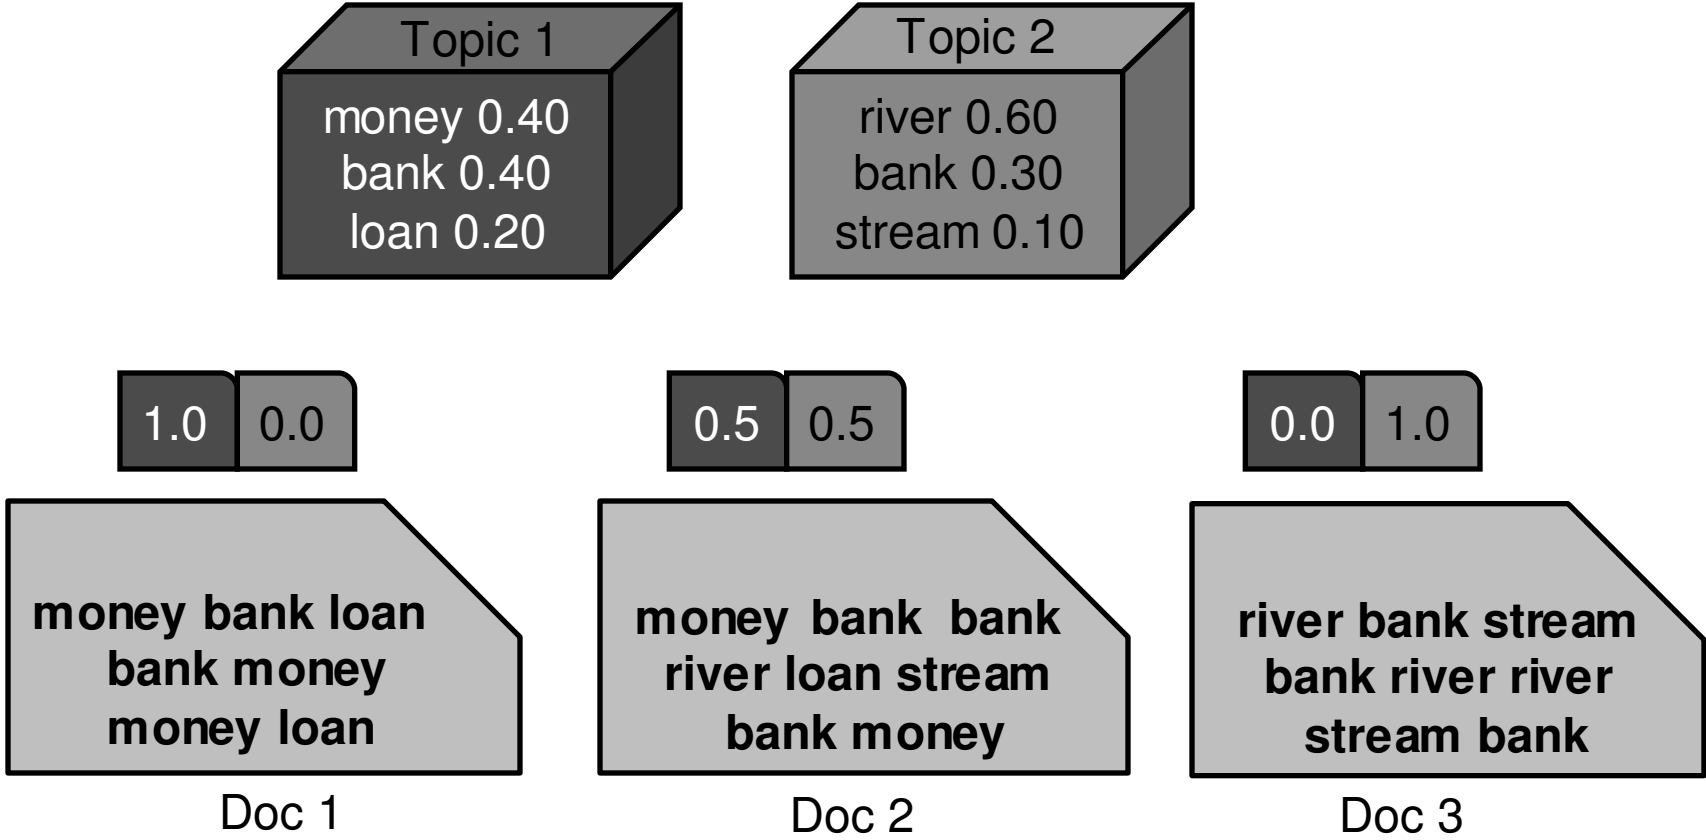 Topic 1
money 0.40
bank 0.40
loan 0.20
Topic 2
river 0.60
bank 0.30
stream 0.10
1.0 0.0
money bank loan
bank money
money loan
Doc 1
0.5 0.5
money bank bank
river loan stream
bank money
Doc 2
0.0 1.0
river bank stream
bank river river
stream bank
Doc 3